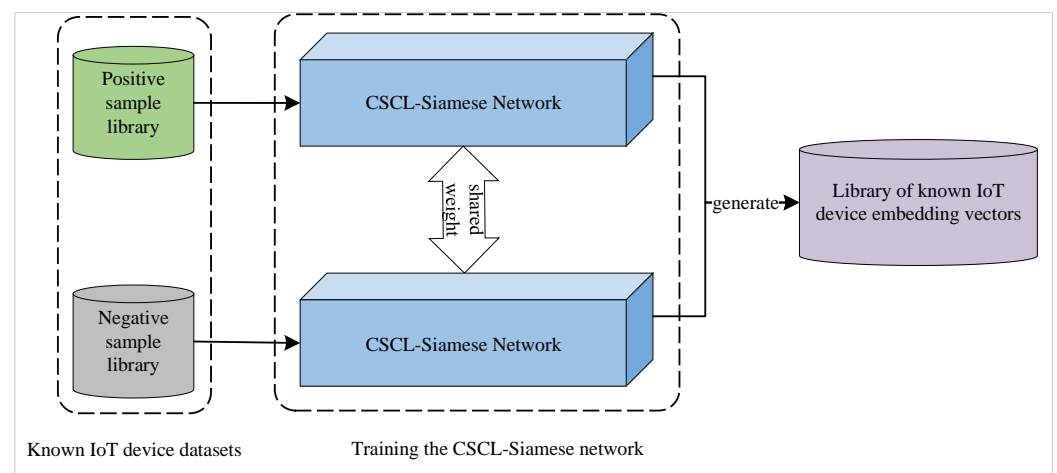 Positive
sample
library
CSCL-Siamese Network
shared
weight
generate
Library of known IoT
device embedding vectors
Negative
sample
library
CSCL-Siamese Network
Known IoT device datasets
Training the CSCL-Siamese network